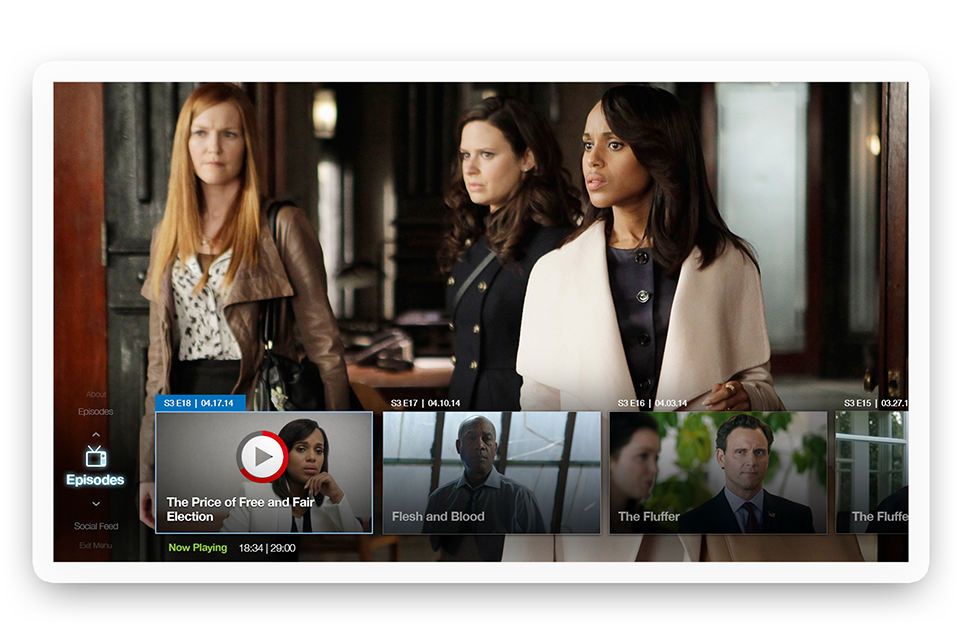 About
Episodes
Episodes
Social Feed
Exit Menu
S3 E18 | 04.17.14
The Price of Free and Fair
Election
Now Playing 18:34 | 29:00
S3 E17 | 04.10.14
Flesh and Blood
S3 E16 | 04.03.14
The Fluffer
S3 E15 | 03.27.1
The Fluffe